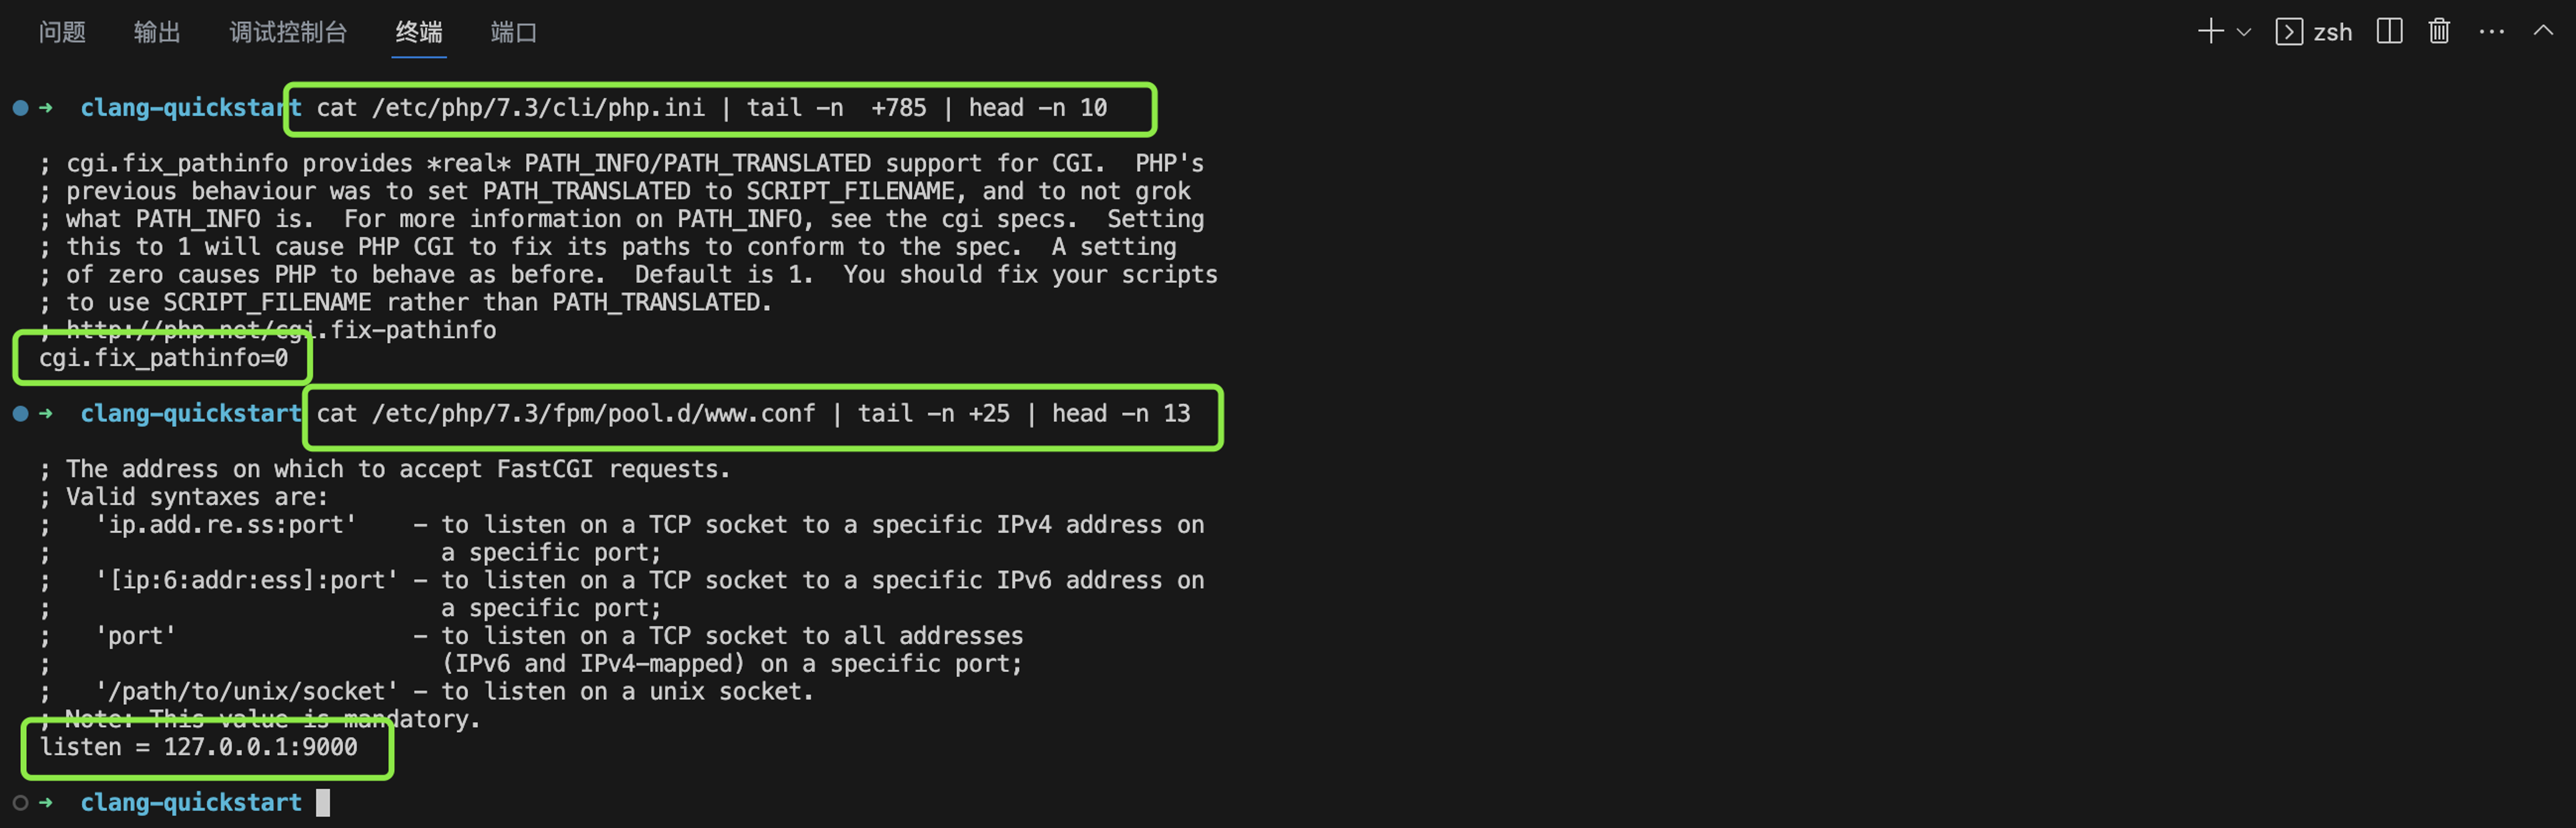 问题 输出 调试控制台 终端 端口 zsh
clang-quickstart cat /etc/php/7.3/cli/php.ini | tail -n  +785 | head -n 10
; cgi.fix_pathinfo provides *real* PATH_INFO/PATH_TRANSLATED support for CGI.  PHP's
; previous behaviour was to set PATH_TRANSLATED to SCRIPT_FILENAME, and to not grok
; what PATH_INFO is.  For more information on PATH_INFO, see the cgi specs.  Setting
; this to 1 will cause PHP CGI to fix its paths to conform to the spec.  A setting
; of zero causes PHP to behave as before.  Default is 1.  You should fix your scripts
; to use SCRIPT_FILENAME rather than PATH_TRANSLATED.
; http://php.net/cgi.fix-pathinfo
cgi.fix_pathinfo=0
clang-quickstart cat /etc/php/7.3/fpm/pool.d/www.conf | tail -n +25 | head -n 13
; The address on which to accept FastCGI requests.
; Valid syntaxes are:
;   'ip.add.re.ss:port'    - to listen on a TCP socket to a specific IPv4 address on
;                            a specific port;
;   '[ip:6:addr:ess]:port' - to listen on a TCP socket to a specific IPv6 address on
;                            a specific port;
;   'port'                 - to listen on a TCP socket to all addresses
;                            (IPv6 and IPv4-mapped) on a specific port;
;   '/path/to/unix/socket' - to listen on a unix socket.
; Note: This value is mandatory.
listen = 127.0.0.1:9000
clang-quickstart